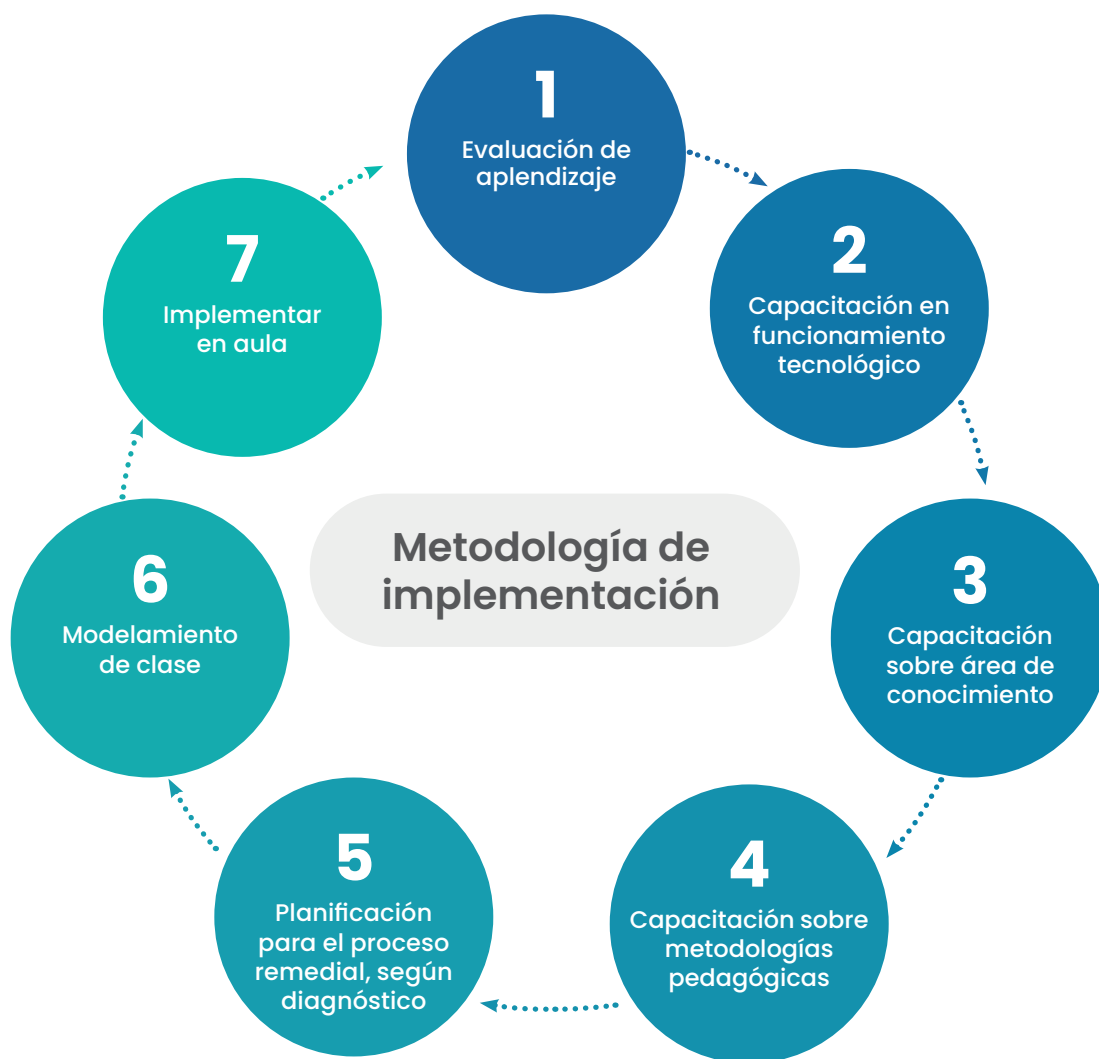 1
Evaluación de
aplendizaje
2
Capacitación en
funcionamiento
tecnológico
3
Capacitación
sobre área de
conocimiento
4
Capacitación sobre
metodologías
pedagógicas
5
Planificación
para el proceso
remedial, según
diagnóstico
6
Modelamiento
de clase
7
Implementar
en aula
Metodología de
implementación